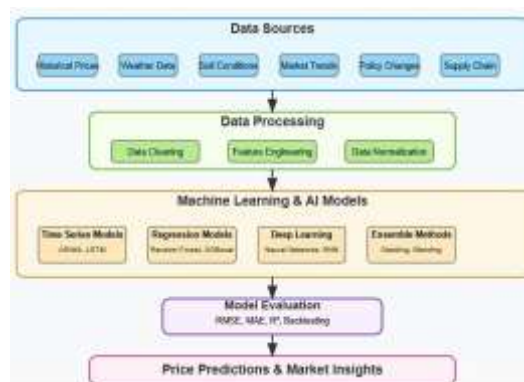 Data Sources
Historical Prices Weather Data Soil Conditions Market Trends Policy Changes Supply Chain
Data Processing
Data Cleaning Feature Engineering Data Normalization
Machine Learning & AI Models
Time Series Models Regression Models Deep Learning Ensemble Methods
ARIMA, LSTM Random Forest, XGBoost Neural Networks, RNN Stacking, Blending
Model Evaluation
RMSE, MAE, R², Backtesting
Price Predictions & Market Insights